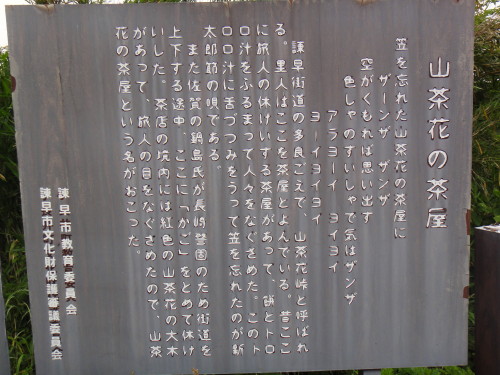 山茶花の茶屋
笠を忘れた山茶花の茶屋に
ザーンザ ザンザ
空がくもれば思い出す
色しゃのすいしゃで気はザンザ
アラヨーイ ヨイヨイ
ヨーイヨイヨイ
諫早街道の多良ごえで、山茶花峠と呼ばれ
る。里人はここを茶屋とよんでいる。昔ここ
に旅人の休けいする茶屋があって、餅とトロ
ロ汁をふるまって人々をなぐさめた。このト
ロロ汁に舌づつみをうって笠を忘れたのが新
太郎節の唄である。
また佐賀の鍋島氏が長崎警固のため街道を
上下する途中、ここに「かご」をとめて休け
いした。茶店の境内には紅色の山茶花の大木
があって、旅人の目をなぐさめたので、山茶
花の茶屋という名がおこった。
諫早市教育委員会
諫早市文化財保護審議委員会